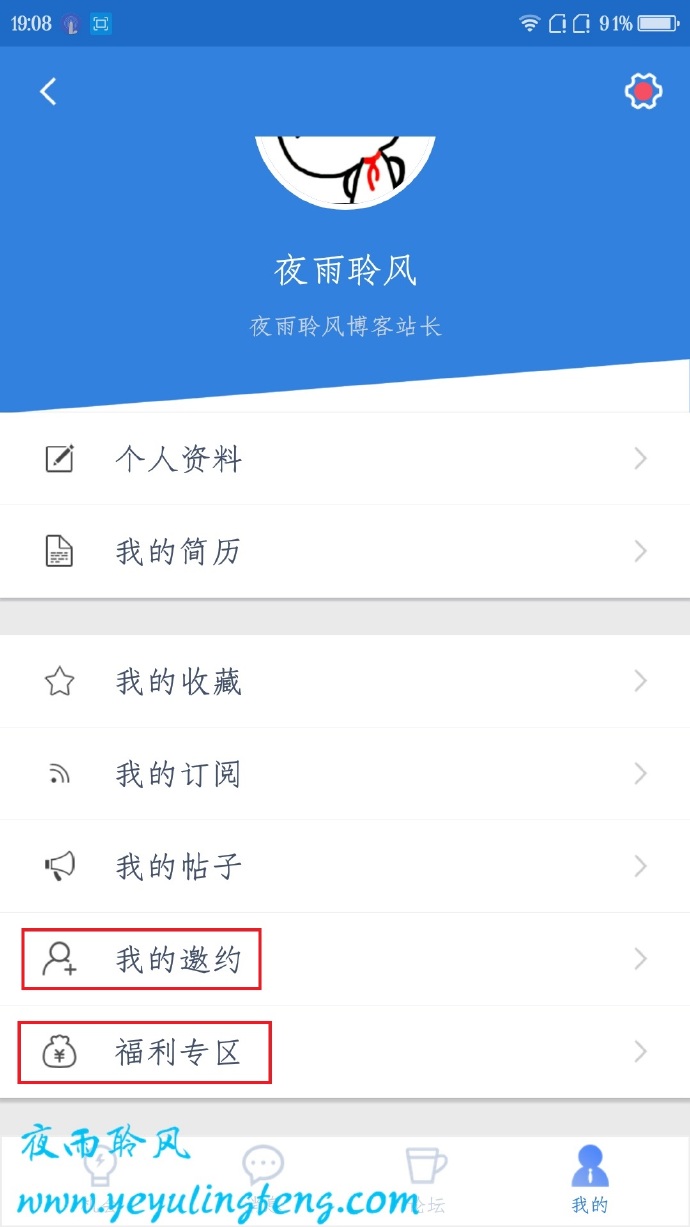 19:08
91%
夜雨聆风
夜雨聆风博客站长
个人资料
我的简历
我的收藏
我的订阅
我的帖子
我的邀约
福利专区
夜雨聆风
www.yeyulingfeng.com
坛
我的